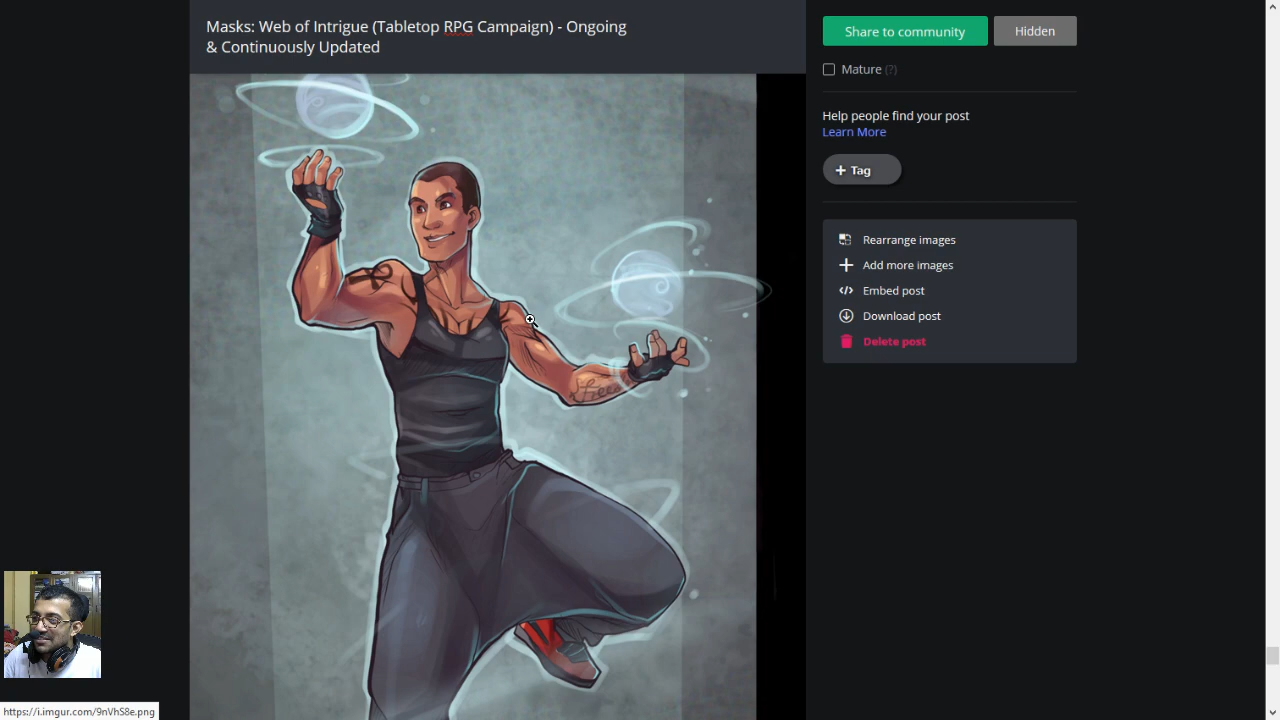 Masks: Web of Intrigue (Tabletop RPG Campaign) - Ongoing
& Continuously Updated
Share to community
Hidden
Mature (?)
Help people find your post
Learn More
+ Tag
Rearrange images
Add more images
Embed post
Download post
Delete post
https://i.imgur.com/9nVhS8e.png